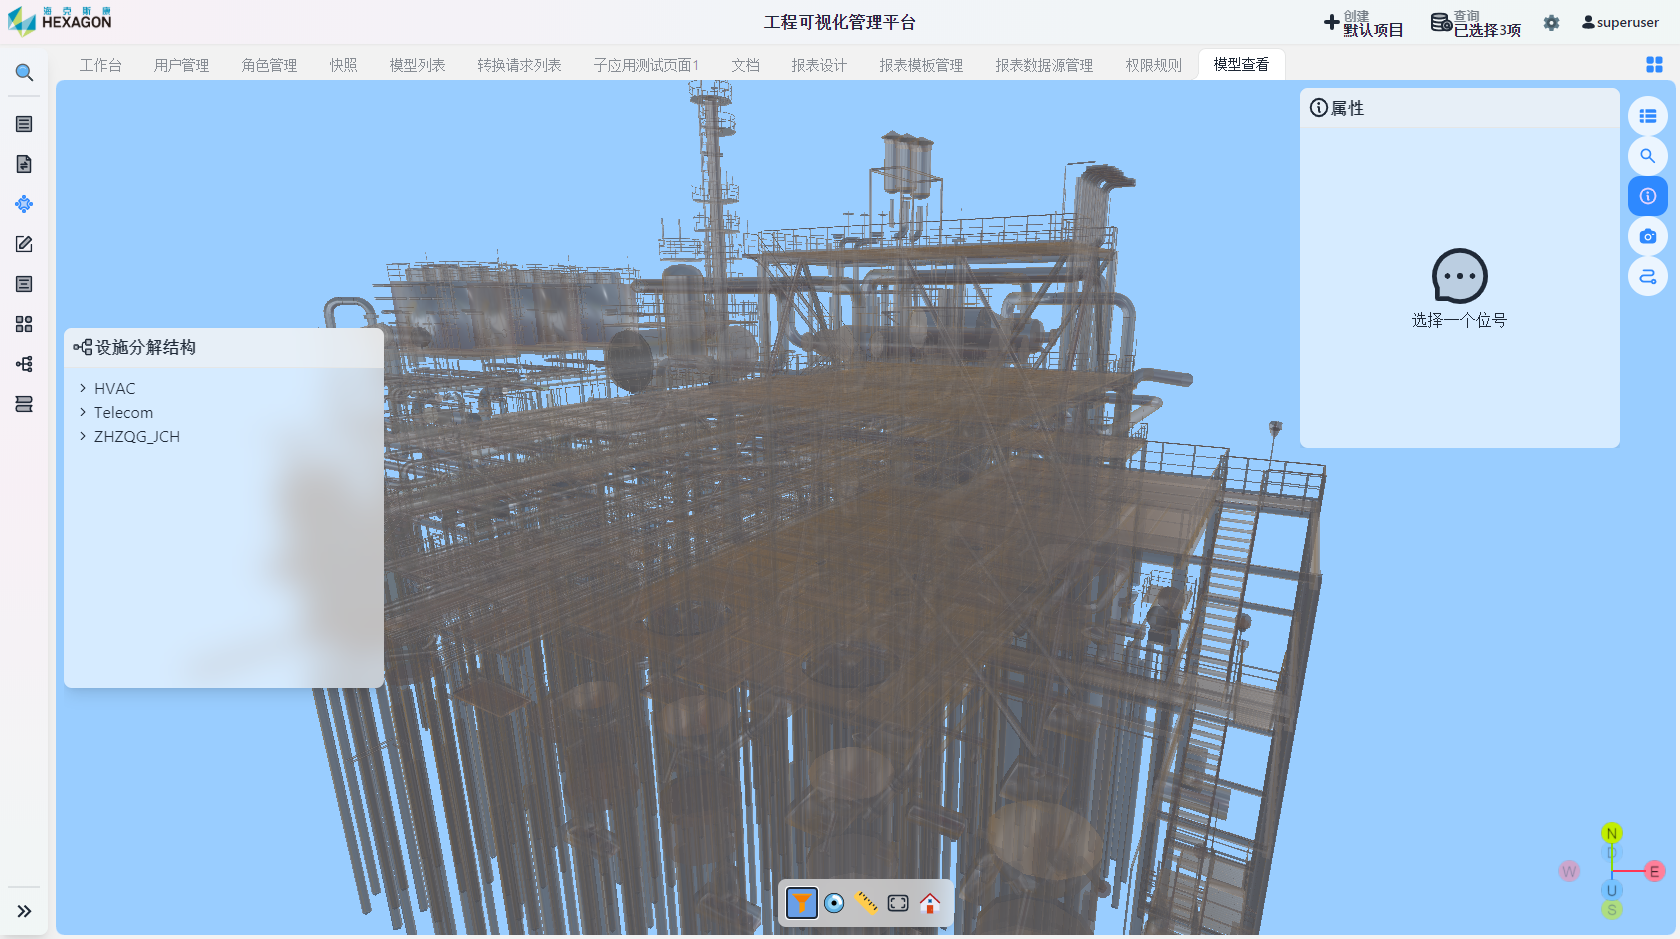 海克斯康
HEXAGON
工程可视化管理平台
创建
默认项目
查询
已选择3项
superuser
工作台
用户管理
角色管理
快照
模型列表
转换请求列表
子应用测试页面1
文档
报表设计
报表模板管理
报表数据源管理
权限规则
模型查看
属性
选择一个位号
设施分解结构
HVAC
Telecom
ZHZQG_JCH
N
D
W
E
U
S